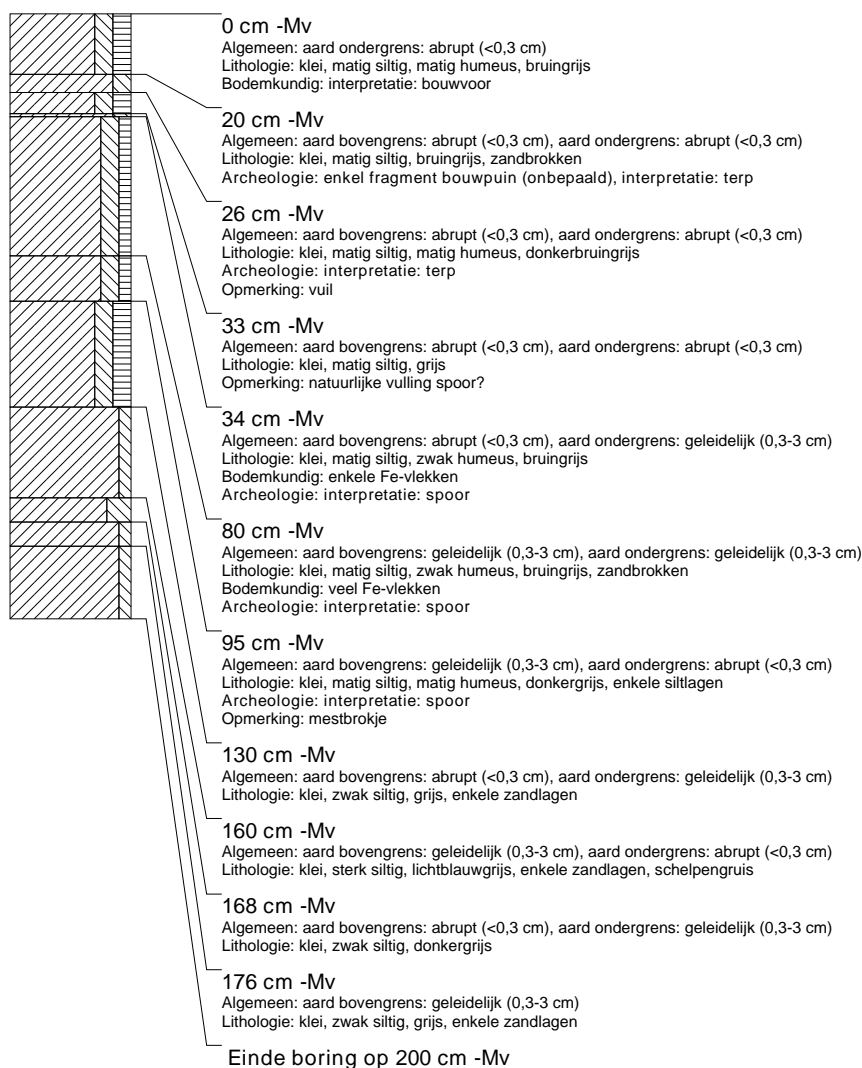 0 cm -Mv
Algemeen: aard ondergrens: abrupt (<0,3 cm)
Lithologie: klei, matig siltig, matig humeus, bruingrijs
Bodemkundig: interpretatie: bouwvoor
20 cm -Mv
Algemeen: aard bovengrens: abrupt (<0,3 cm), aard ondergrens: abrupt (<0,3 cm)
Lithologie: klei, matig siltig, bruingrijs, zandbrokken
Archeologie: enkel fragment bouwpuin (onbepaald), interpretatie: terp
26 cm -Mv
Algemeen: aard bovengrens: abrupt (<0,3 cm), aard ondergrens: abrupt (<0,3 cm)
Lithologie: klei, matig siltig, matig humeus, donkerbruingrijs
Archeologie: interpretatie: terp
Opmerking: vuil
33 cm -Mv
Algemeen: aard bovengrens: abrupt (<0,3 cm), aard ondergrens: abrupt (<0,3 cm)
Lithologie: klei, matig siltig, grijs
Opmerking: natuurlijke vulling spoor?
34 cm -Mv
Algemeen: aard bovengrens: abrupt (<0,3 cm), aard ondergrens: geleidelijk (0,3-3 cm)
Lithologie: klei, matig siltig, zwak humeus, bruingrijs
Bodemkundig: enkele Fe-vlekken
Archeologie: interpretatie: spoor
80 cm -Mv
Algemeen: aard bovengrens: geleidelijk (0,3-3 cm), aard ondergrens: geleidelijk (0,3-3 cm)
Lithologie: klei, matig siltig, zwak humeus, bruingrijs, zandbrokken
Bodemkundig: veel Fe-vlekken
Archeologie: interpretatie: spoor
95 cm -Mv
Algemeen: aard bovengrens: geleidelijk (0,3-3 cm), aard ondergrens: abrupt (<0,3 cm)
Lithologie: klei, matig siltig, matig humeus, donkergrijs, enkele siltlagen
Archeologie: interpretatie: spoor
Opmerking: mestbrokje
130 cm -Mv
Algemeen: aard bovengrens: abrupt (<0,3 cm), aard ondergrens: geleidelijk (0,3-3 cm)
Lithologie: klei, zwak siltig, grijs, enkele zandlagen
160 cm -Mv
Algemeen: aard bovengrens: geleidelijk (0,3-3 cm), aard ondergrens: abrupt (<0,3 cm)
Lithologie: klei, sterk siltig, lichtblauwgrijs, enkele zandlagen, schelpengruis
168 cm -Mv
Algemeen: aard bovengrens: abrupt (<0,3 cm), aard ondergrens: geleidelijk (0,3-3 cm)
Lithologie: klei, zwak siltig, donkergrijs
176 cm -Mv
Algemeen: aard bovengrens: geleidelijk (0,3-3 cm)
Lithologie: klei, zwak siltig, grijs, enkele zandlagen
Einde boring op 200 cm -Mv